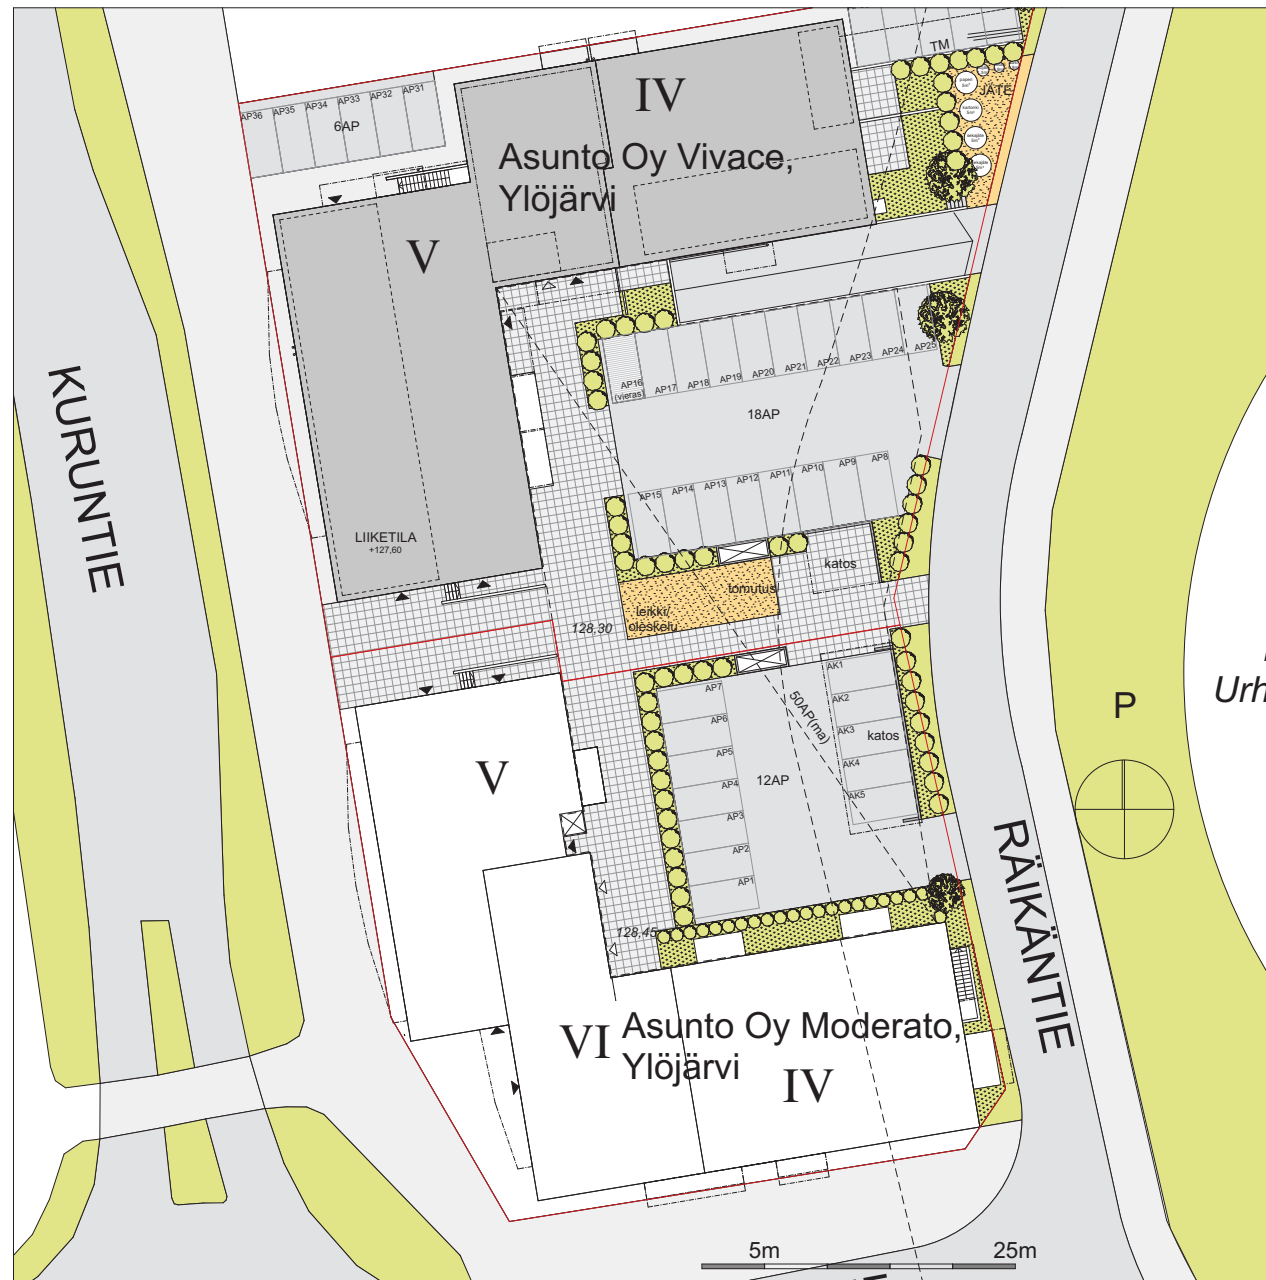 TM
JÄTE
IV
AP36
AP35
AP34
AP33
AP32
AP31
6AP
Asunto Oy Vivace,
Ylöjärvi
V
AP16
(vieras)
AP17
AP18
AP19
AP20
AP21
AP22
AP23
AP24
AP25
18AP
KURUNTIE
AP15
AP14
AP13
AP12
AP11
AP10
AP9
AP8
LIIKETILA
+127,60
katos
tomutus
leikki/
oleskelu
128,30
AP7
AP6
AP5
AP4
AP3
AP2
AP1
50AP(ma)
AK1
AK2
AK3
AK4
AK5
katos
12AP
P
Urh
V
RÄIKÄNTIE
128,45
VI
Asunto Oy Moderato,
Ylöjärvi
IV
5m
25m